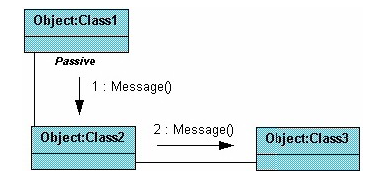 Object:Class1
Passive
1 : Message()
Object:Class2
2 : Message()
Object:Class3